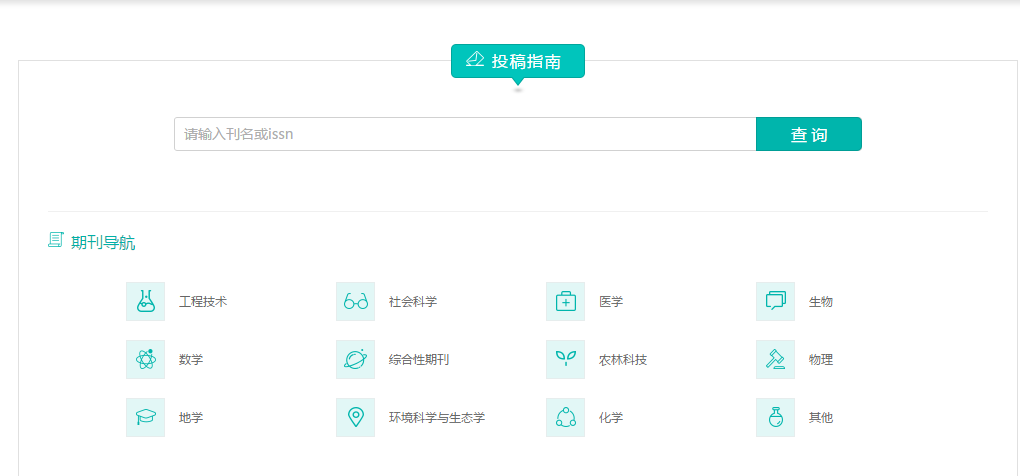 投稿指南
请输入刊名或issn
查 询
期刊导航
工程技术
社会科学
医学
生物
数学
综合性期刊
农林科技
物理
地学
环境科学与生态学
化学
其他